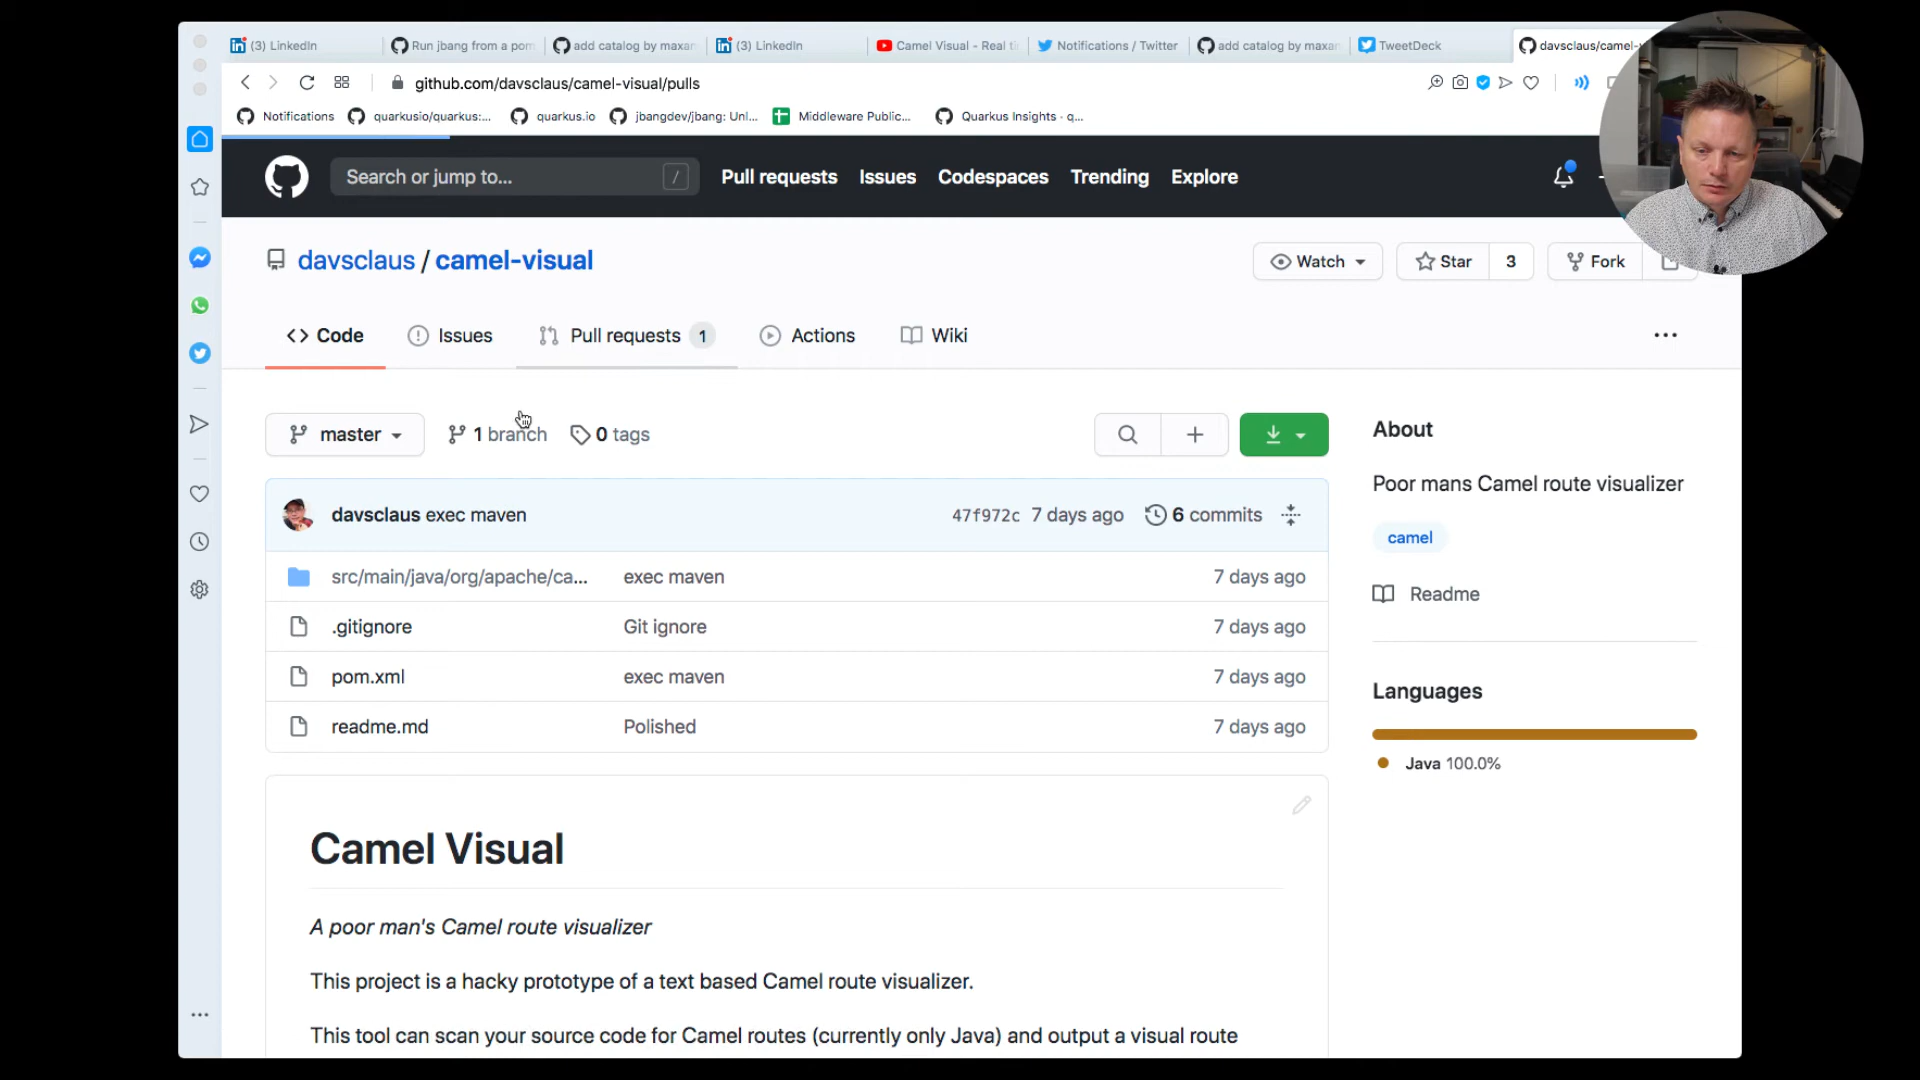 (3) LinkedIn
Run jbang from a pom
add catalog by maxan
(3) LinkedIn
Camel Visual - Real ti
Notifications / Twitter
add catalog by maxan
TweetDeck
davsclaus/camel-
github.com/davsclaus/camel-visual/pulls
Notifications
quarkusio/quarkus:...
quarkus.io
jbangdev/jbang: Unl...
Middleware Public...
Quarkus Insights · q...
Search or jump to...
/
Pull requests
Issues
Codespaces
Trending
Explore
davsclaus / camel-visual
Watch
Star
3
Fork
Code
Issues
Pull requests 1
Actions
Wiki
master
1 branch
0 tags
davsclaus exec maven
47f972c 7 days ago
6 commits
src/main/java/org/apache/ca...
exec maven
7 days ago
.gitignore
Git ignore
7 days ago
pom.xml
exec maven
7 days ago
readme.md
Polished
7 days ago
Camel Visual
A poor man's Camel route visualizer
This project is a hacky prototype of a text based Camel route visualizer.
This tool can scan your source code for Camel routes (currently only Java) and output a visual route
About
Poor mans Camel route visualizer
camel
Readme
Languages
Java 100.0%